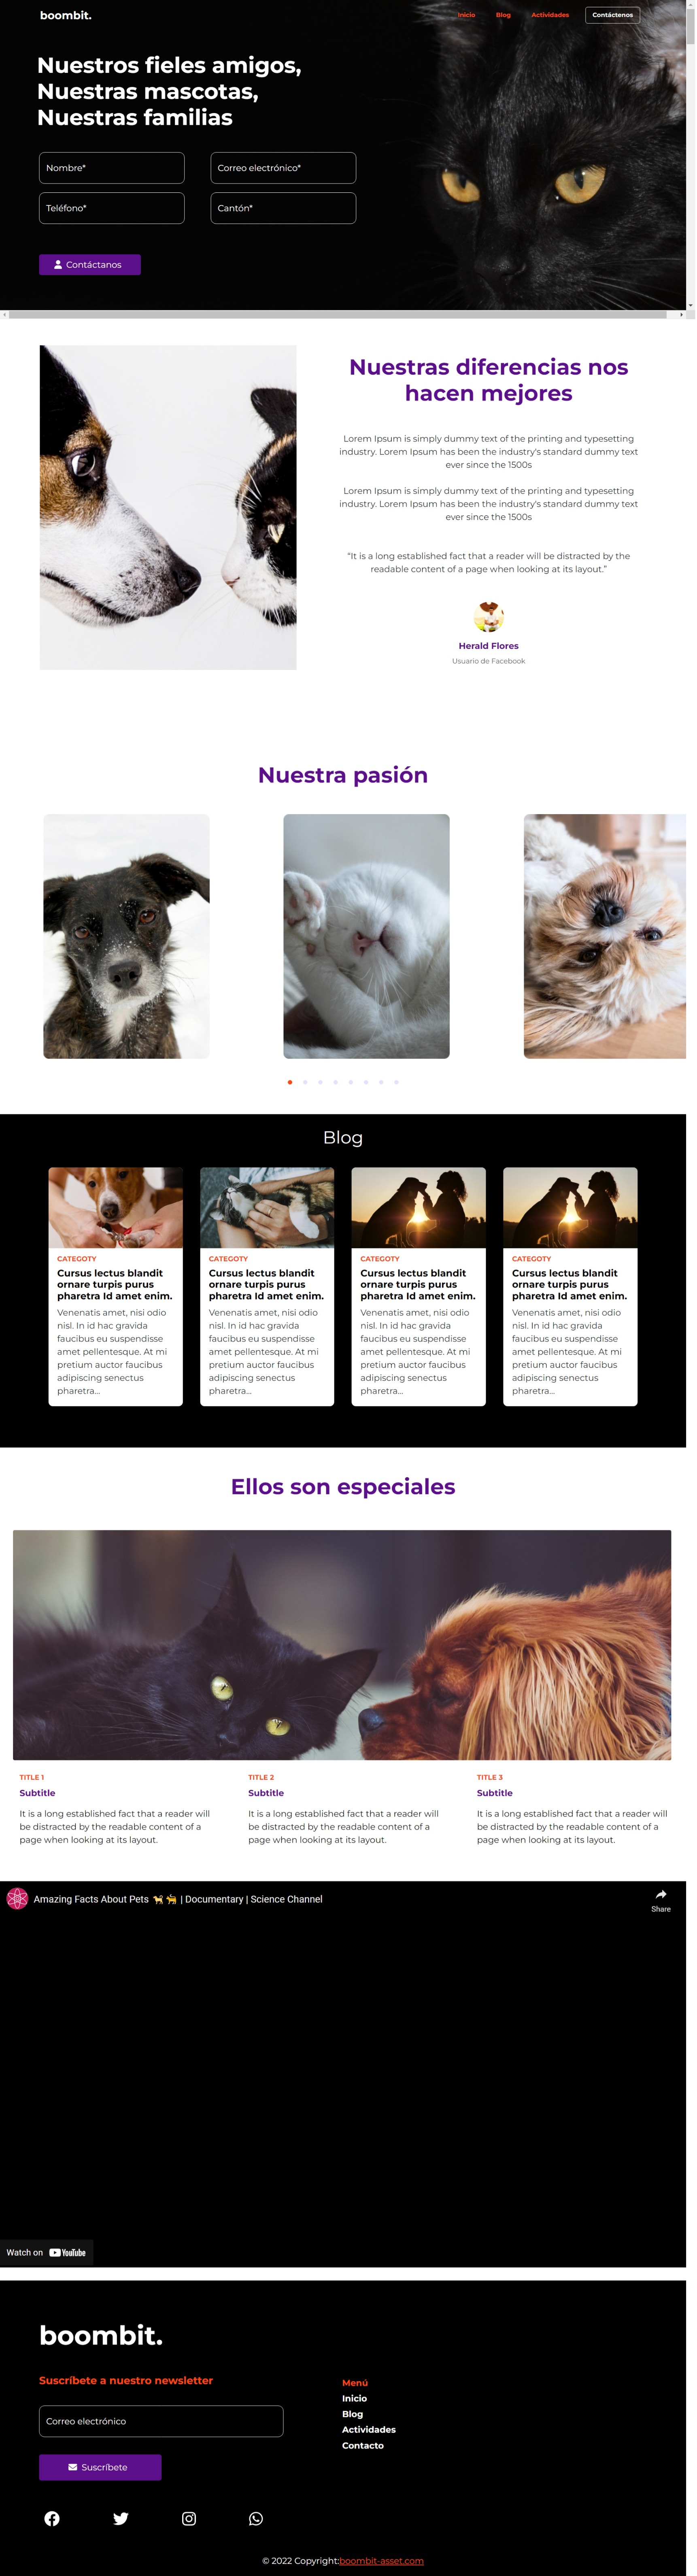 boombit.
Inicio Blog Actividades Contáctenos
Nuestros fieles amigos,
Nuestras mascotas,
Nuestras familias
Nombre* Correo electrónico*
Teléfono* Cantón*
Contáctanos
Nuestras diferencias nos
hacen mejores
Lorem Ipsum is simply dummy text of the printing and typesetting
industry. Lorem Ipsum has been the industry's standard dummy text
ever since the 1500s
Lorem Ipsum is simply dummy text of the printing and typesetting
industry. Lorem Ipsum has been the industry's standard dummy text
ever since the 1500s
“It is a long established fact that a reader will be distracted by the
readable content of a page when looking at its layout.”
Herald Flores
Usuario de Facebook
Nuestra pasión
Blog
CATEGOTY
Cursus lectus blandit
ornare turpis purus
pharetra Id amet enim.
Venenatis amet, nisi odio
nisl. In id hac gravida
faucibus eu suspendisse
amet pellentesque. At mi
pretium auctor faucibus
adipiscing senectus
pharetra...
CATEGOTY
Cursus lectus blandit
ornare turpis purus
pharetra Id amet enim.
Venenatis amet, nisi odio
nisl. In id hac gravida
faucibus eu suspendisse
amet pellentesque. At mi
pretium auctor faucibus
adipiscing senectus
pharetra...
CATEGOTY
Cursus lectus blandit
ornare turpis purus
pharetra Id amet enim.
Venenatis amet, nisi odio
nisl. In id hac gravida
faucibus eu suspendisse
amet pellentesque. At mi
pretium auctor faucibus
adipiscing senectus
pharetra...
CATEGOTY
Cursus lectus blandit
ornare turpis purus
pharetra Id amet enim.
Venenatis amet, nisi odio
nisl. In id hac gravida
faucibus eu suspendisse
amet pellentesque. At mi
pretium auctor faucibus
adipiscing senectus
pharetra...
Ellos son especiales
TITLE 1
Subtitle
It is a long established fact that a reader will
be distracted by the readable content of a
page when looking at its layout.
TITLE 2
Subtitle
It is a long established fact that a reader will
be distracted by the readable content of a
page when looking at its layout.
TITLE 3
Subtitle
It is a long established fact that a reader will
be distracted by the readable content of a
page when looking at its layout.
Amazing Facts About Pets 🐕🐈 | Documentary | Science Channel
Share
Watch on YouTube
boombit.
Suscríbete a nuestro newsletter
Correo electrónico
Suscríbete
Menú
Inicio
Blog
Actividades
Contacto
© 2022 Copyright:boombit-asset.com